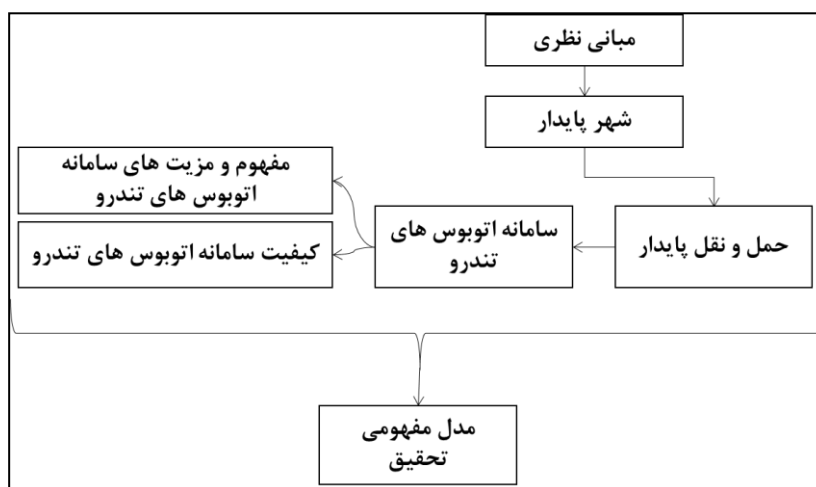 مبانی نظری
شهر پایدار
حمل و نقل پایدار
سامانه اتوبوس های
تندرو
مفهوم و مزیت های سامانه
اتوبوس های تندرو
کیفیت سامانه اتوبوس های تندرو
مدل مفهومی
تحقیق